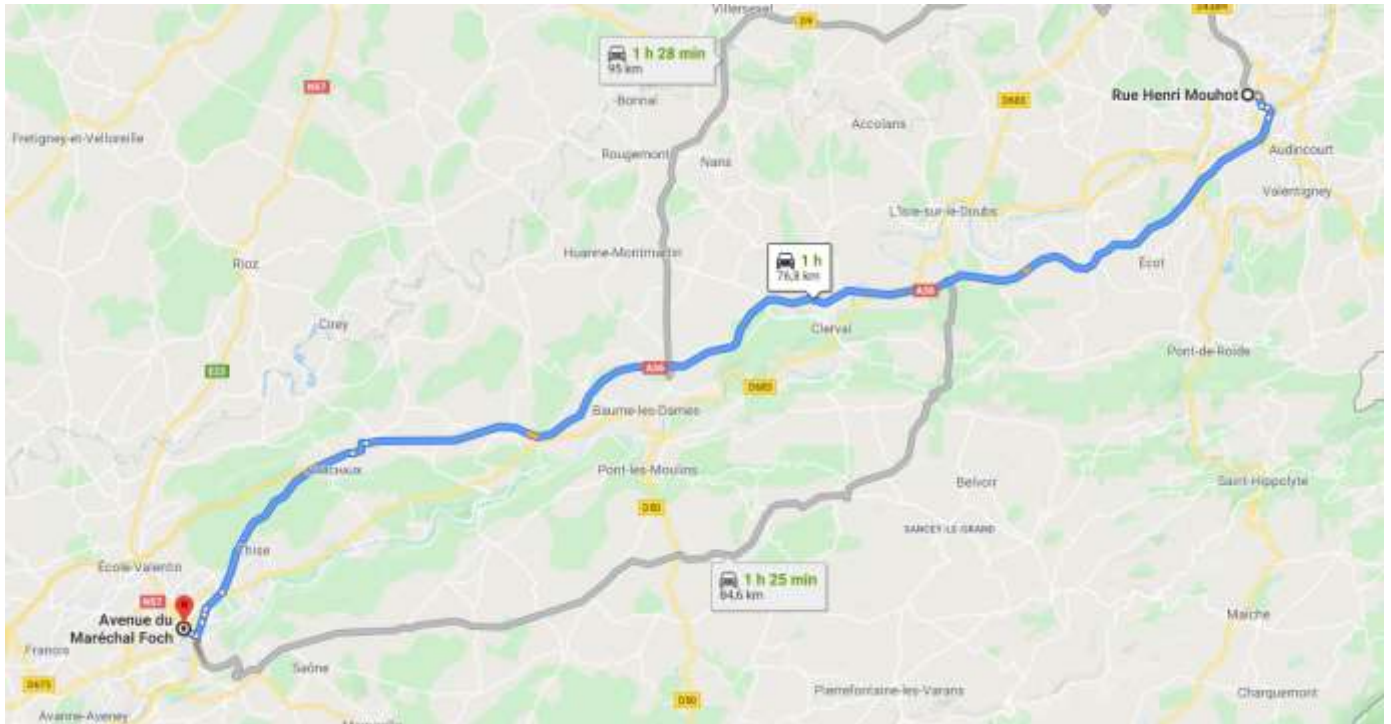 Villersexel
D9
1 h 28 min
95 km
N57
Bonnal
D683
Rue Henri Mouhot
Accolans
Fretigney-et-Velloreille
Rougemont
Nans
Audincourt
Valentigney
L'Isle-sur-le-Doubs
Huanne-Montmartin
1 h
76,8 km
Rioz
Écot
A36
Cirey
Clerval
Pont-de-Roide
E23
A36
D683
Baume-les-Dames
MARCHAUX
Pont-les-Moulins
Belvoir
Saint-Hippolyte
D50
SANCEY-LE-GRAND
Thise
École-Valentin
1 h 25 min
84,6 km
N57
Avenue du
Maréchal Foch
Maîche
Franois
Saône
D673
D50
Pierrefontaine-les-Varans
Charquemont
Avanne-Aveney